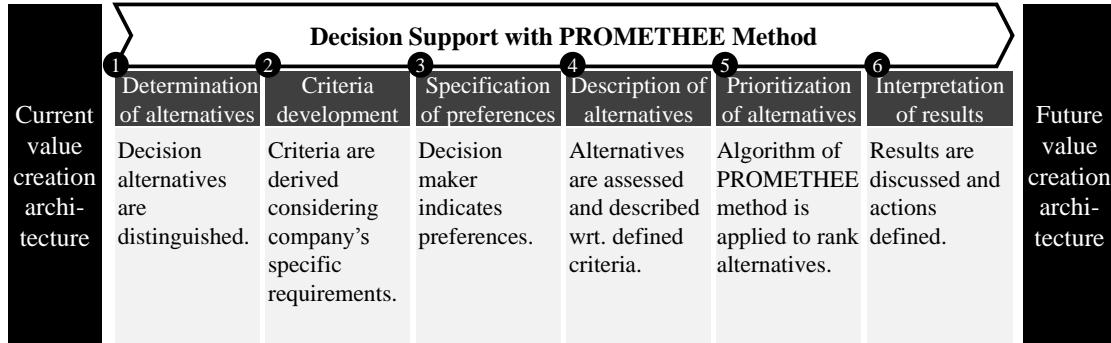 Decision Support with PROMETHEE Method
Current
value
creation
archi-
tecture
1
Determination
of alternatives
Decision
alternatives
are
distinguished.
2
Criteria
development
Criteria are
derived
considering
company's
specific
requirements.
3
Specification
of preferences
Decision
maker
indicates
preferences.
4
Description of
alternatives
Alternatives
are assessed
and described
wrt. defined
criteria.
5
Prioritization
of alternatives
Algorithm of
PROMETHEE
method is
applied to rank
alternatives.
6
Interpretation
of results
Results are
discussed and
actions
defined.
Future
value
creation
archi-
tecture